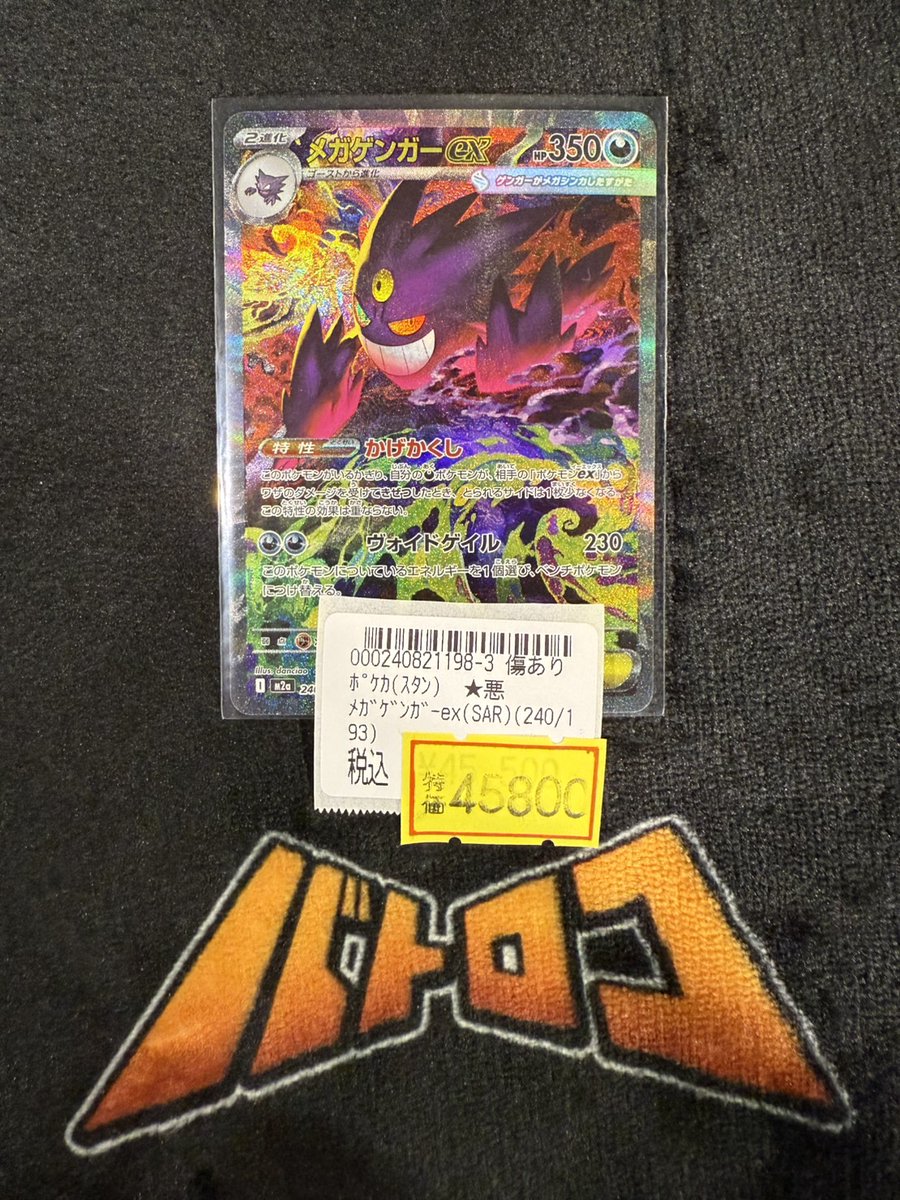 2進化
メガゲンガーex
HP350
ゴーストから進化
ゲンガーがメガシンカしたすがた
特性 かげかくし
このポケモンがいるかぎり、自分の悪ポケモンが、相手の「ポケモンex」から
ワザのダメージを受けてきぜつしたとき、とられるサイドは1枚少なくなる。
この特性の効果は重ならない。
ヴォイドゲイル 230
このポケモンについているエネルギーを1個選び、ベンチポケモン
につけ替える。
弱点
illus. danciao
I m2a 240
000240821198-3 傷あり
ﾎﾟｹｶ(ｽﾀﾝ) ★悪
ﾒｶﾞｹﾞﾝｶﾞｰex(SAR)(240/1
93)
税込
特価 45800
バトロコ